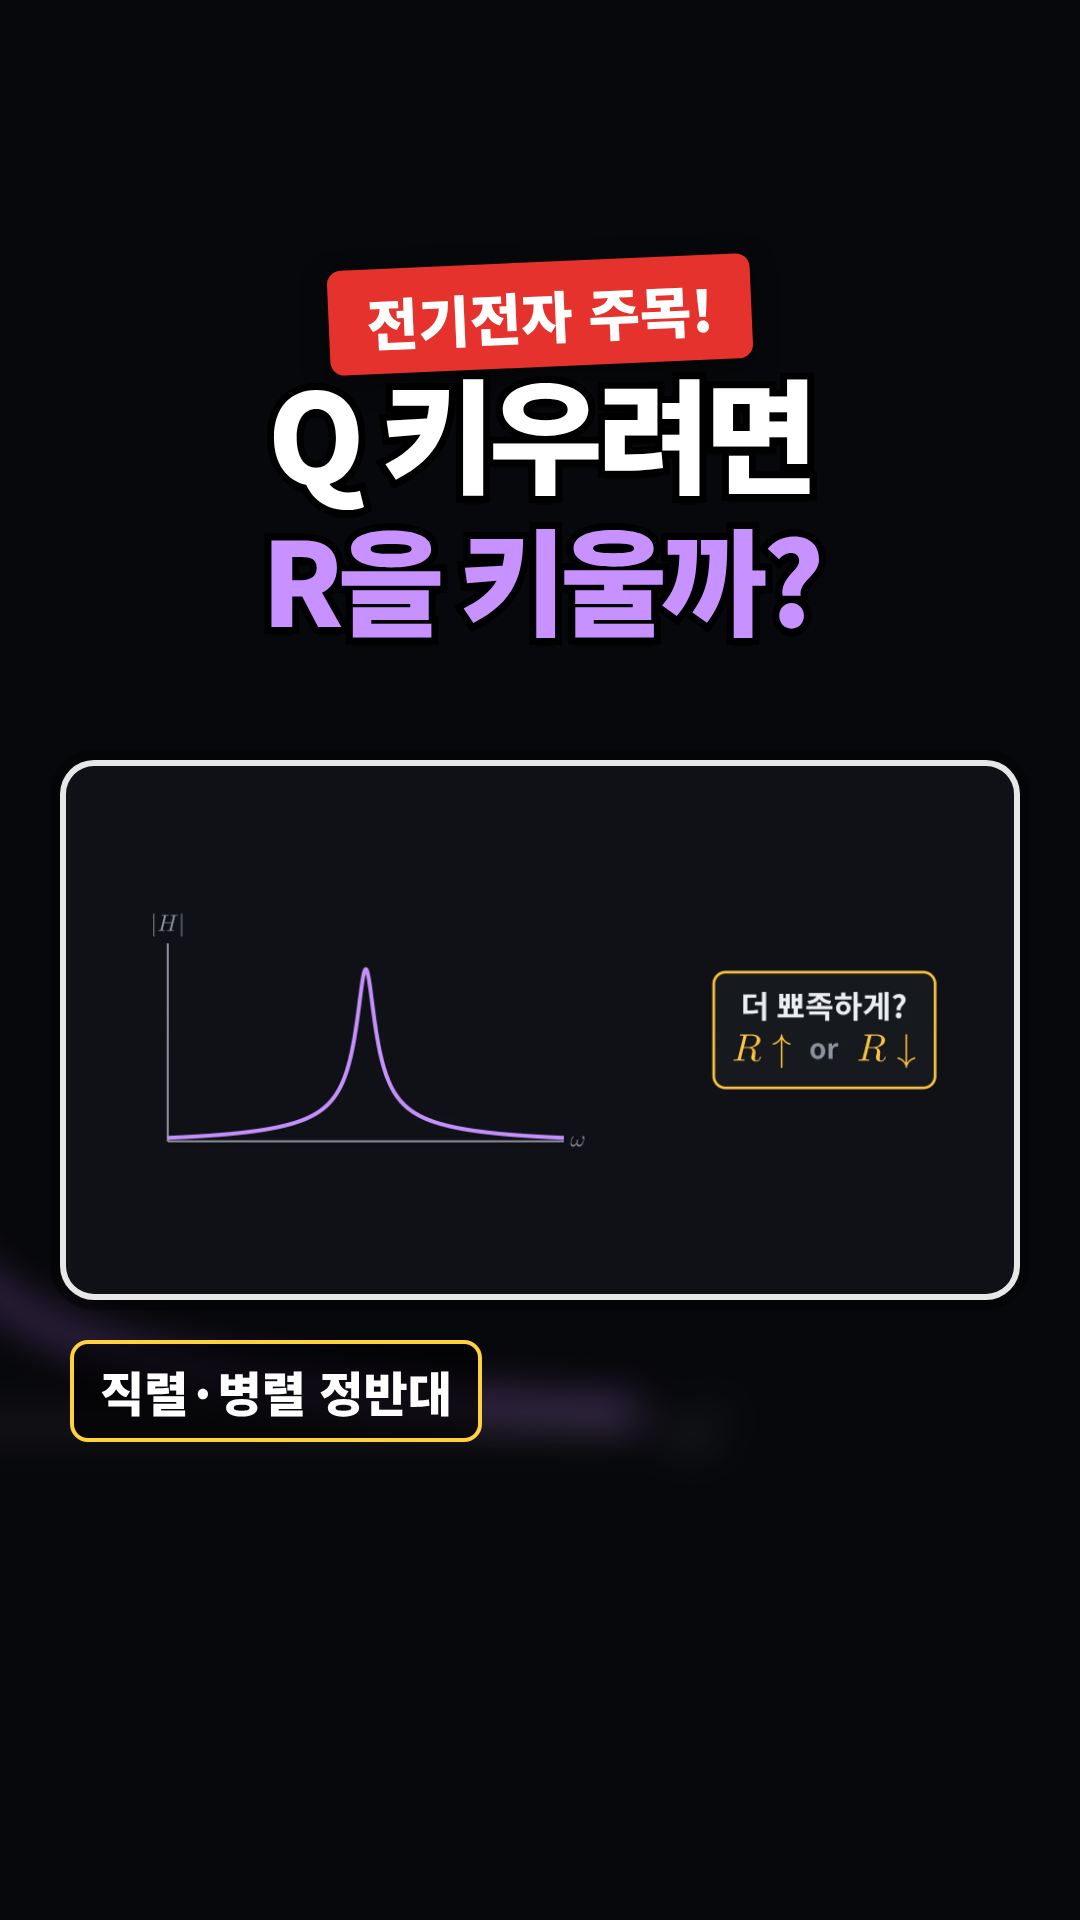 전기전자 주목!
Q 키우려면
R을 키울까?
|H|
더 뾰족하게?
R ↑ or R ↓
ω
직렬·병렬 정반대